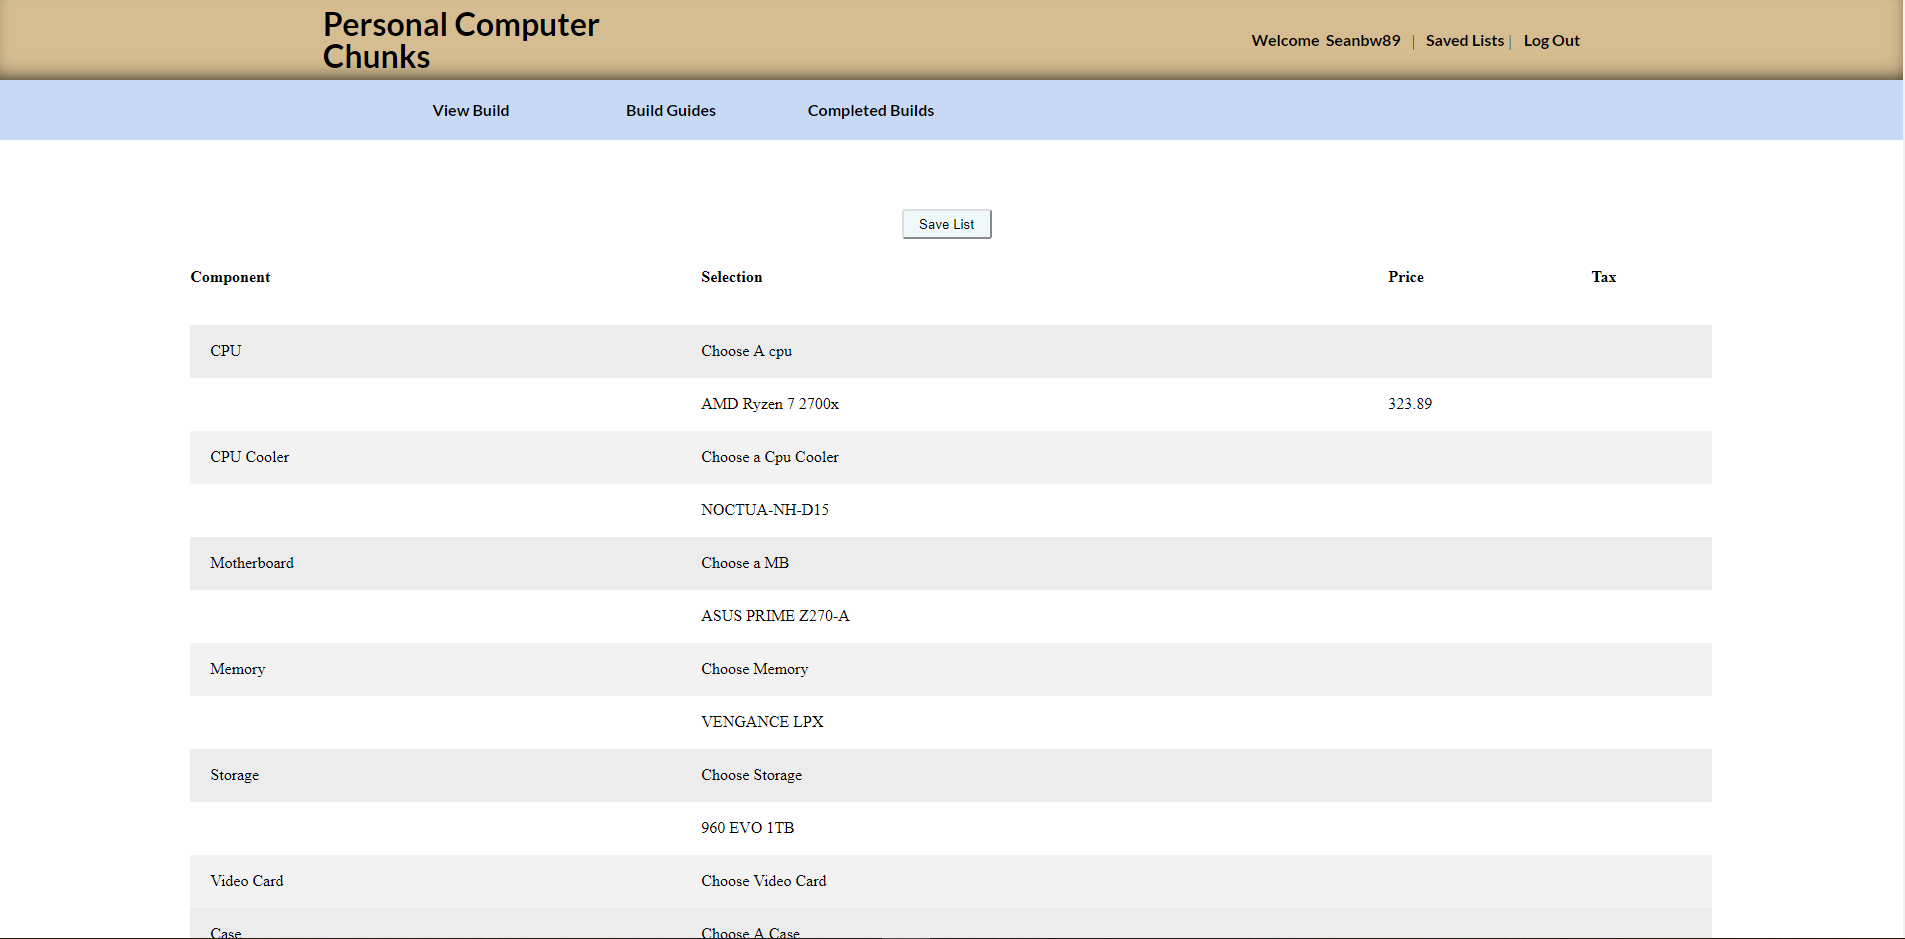 Personal Computer
Chunks
Welcome Seanbw89 | Saved Lists | Log Out
View Build Build Guides Completed Builds
Save List
Component Selection Price Tax
CPU Choose A cpu
AMD Ryzen 7 2700x 323.89
CPU Cooler Choose a Cpu Cooler
NOCTUA-NH-D15
Motherboard Choose a MB
ASUS PRIME Z270-A
Memory Choose Memory
VENGANCE LPX
Storage Choose Storage
960 EVO 1TB
Video Card Choose Video Card
Case Choose A Case